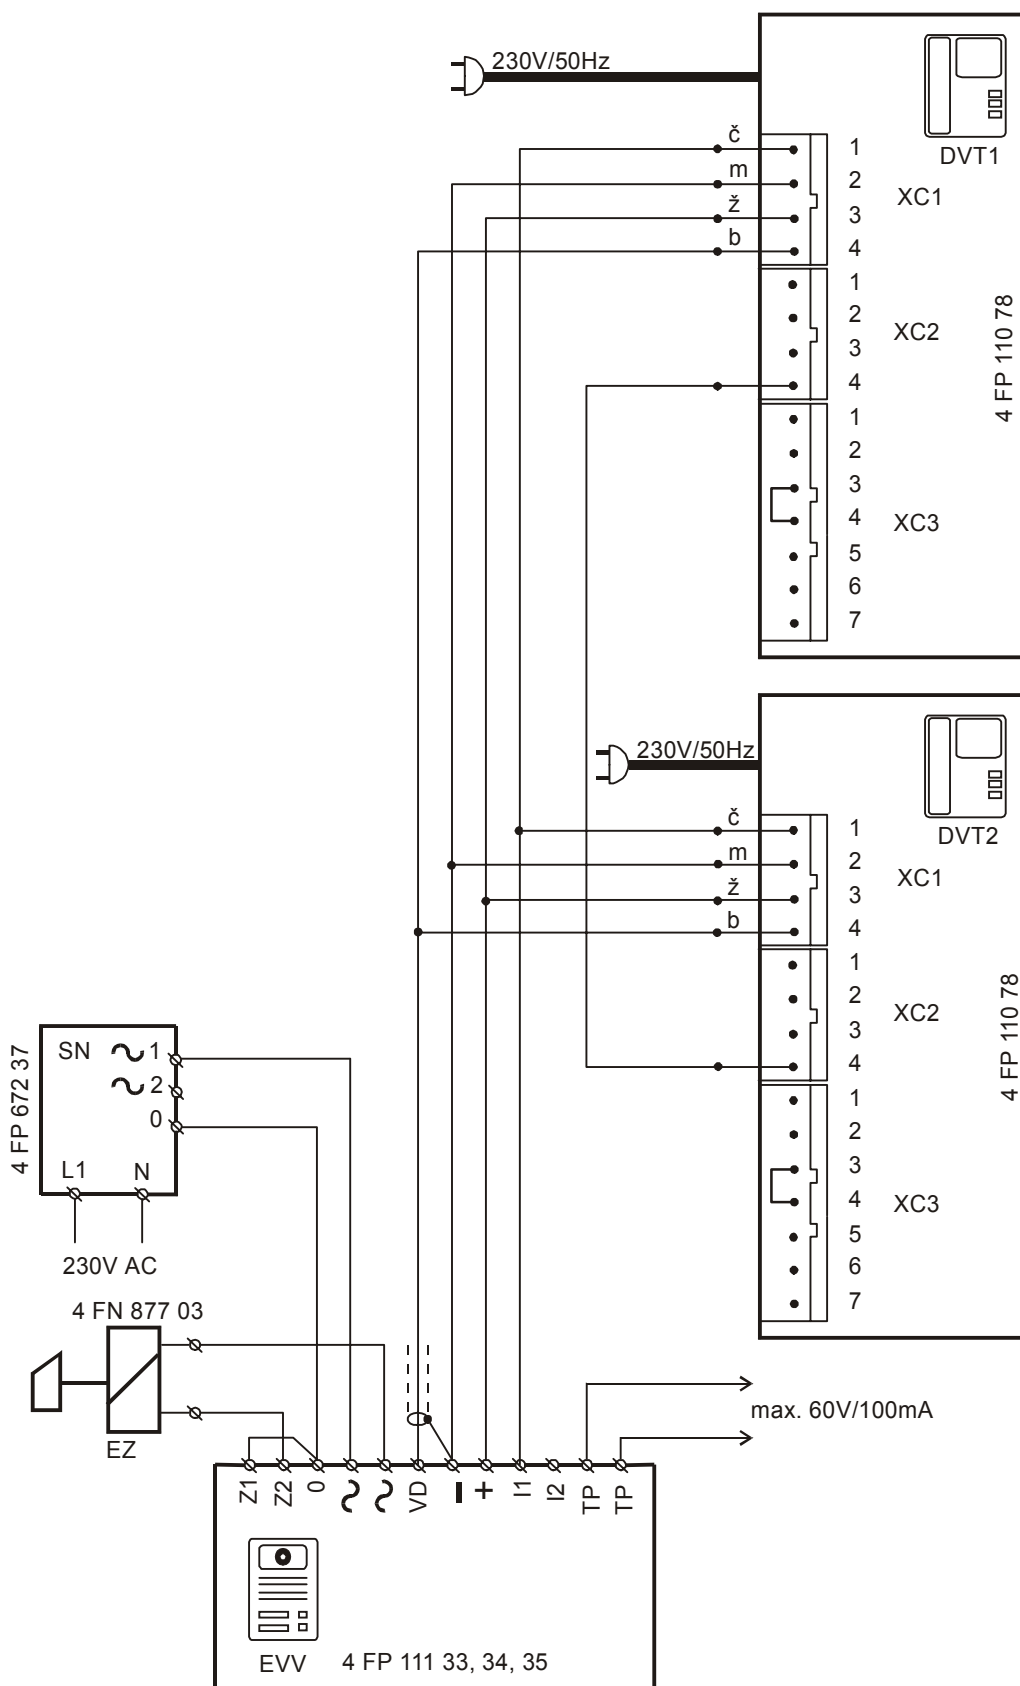 230V/50Hz
DVT1
č 1
m 2
ž 3
b 4
XC1
1
2
3
4
XC2
1
2
3
4
5
6
7
XC3
4 FP 110 78
230V/50Hz
DVT2
č 1
m 2
ž 3
b 4
XC1
1
2
3
4
XC2
1
2
3
4
5
6
7
XC3
4 FP 110 78
4 FP 672 37
SN 1
2
0
L1 N
230V AC
4 FN 877 03
EZ
max. 60V/100mA
Z1 Z2 0 ~ ~ VD - + I1 I2 TP TP
EVV 4 FP 111 33, 34, 35